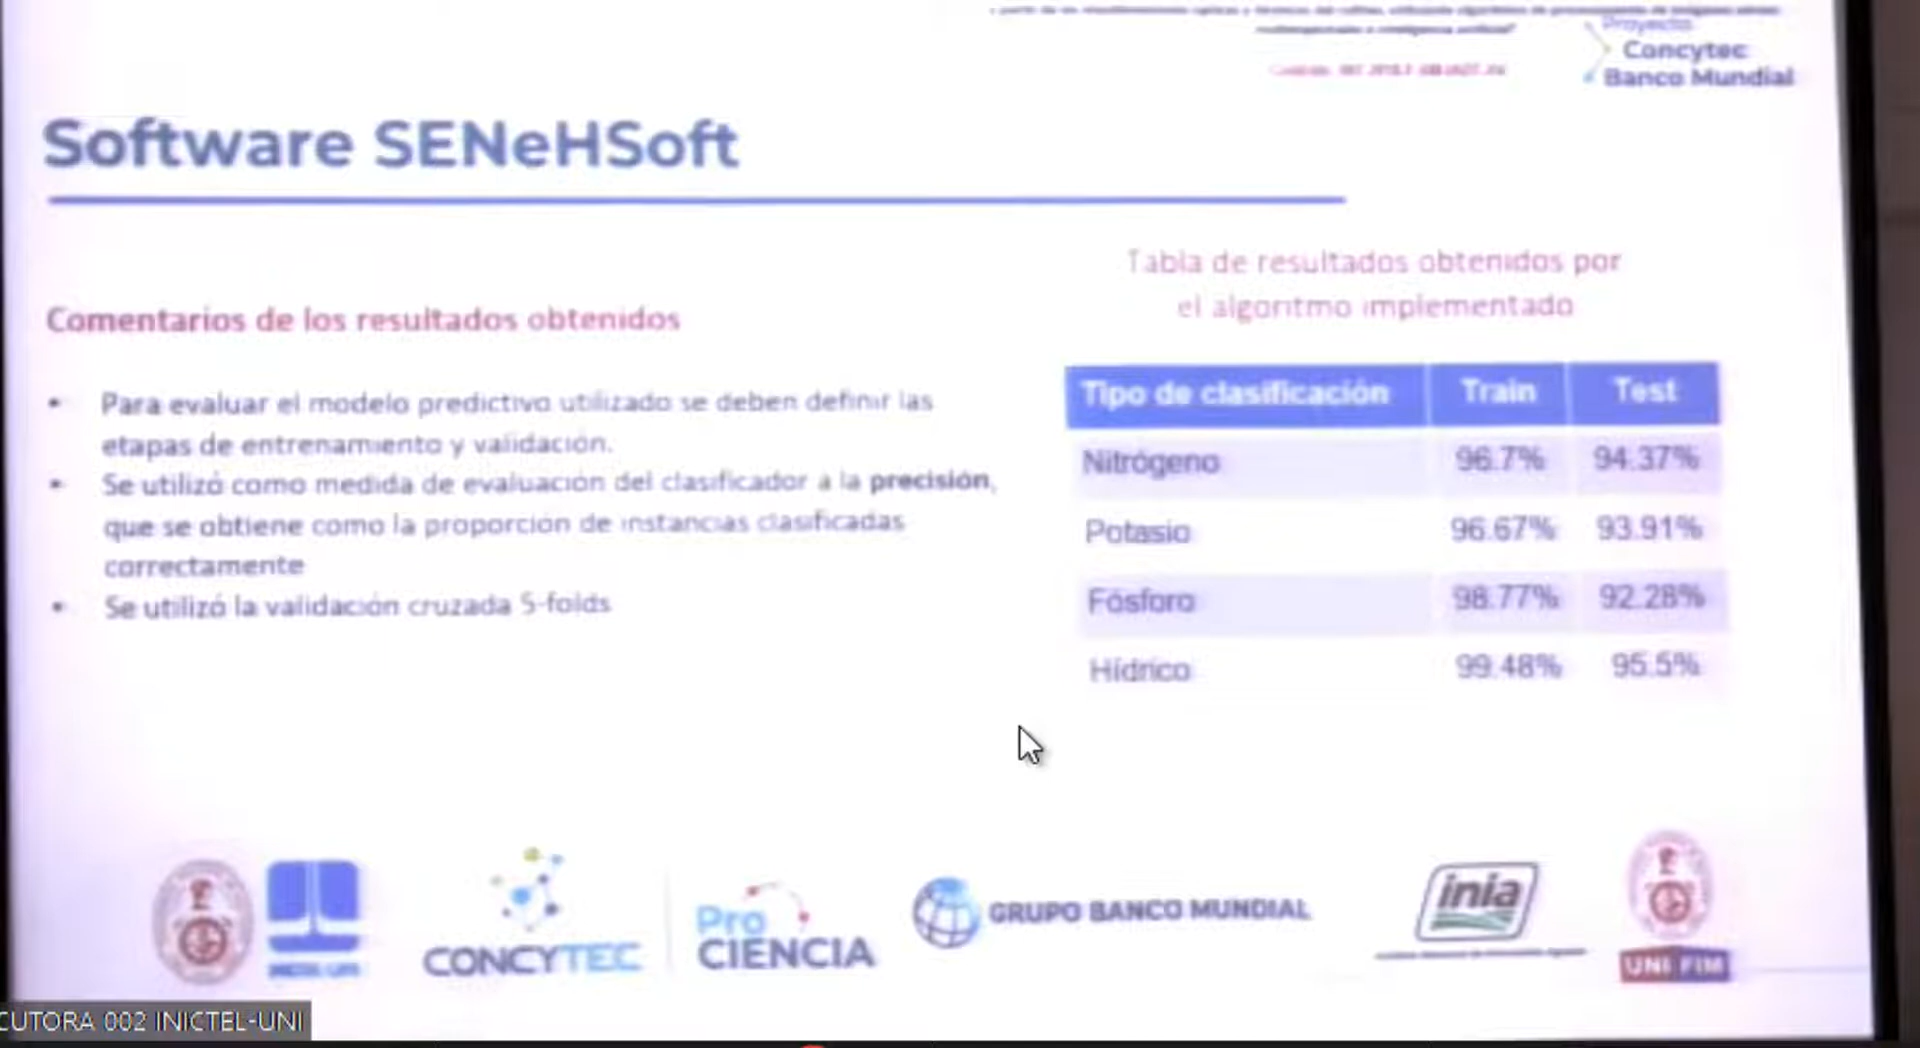 Proyecto
Concytec
Banco Mundial
Software SENeHSoft
Comentarios de los resultados obtenidos
• Para evaluar el modelo predictivo utilizado se deben definir las
etapas de entrenamiento y validación.
• Se utilizó como medida de evaluación del clasificador a la precisión,
que se obtiene como la proporción de instancias clasificadas
correctamente
• Se utilizó la validación cruzada 5-folds
Tabla de resultados obtenidos por
el algoritmo implementado
Tipo de clasificación Train Test
Nitrógeno 96.7% 94.37%
Potasio 96.67% 93.91%
Fósforo 98.77% 92.28%
Hídrico 99.48% 95.5%
CONCYTEC
Pro
CIENCIA
GRUPO BANCO MUNDIAL
inia
UNI FIM
CUTORA 002 INICTEL-UNI